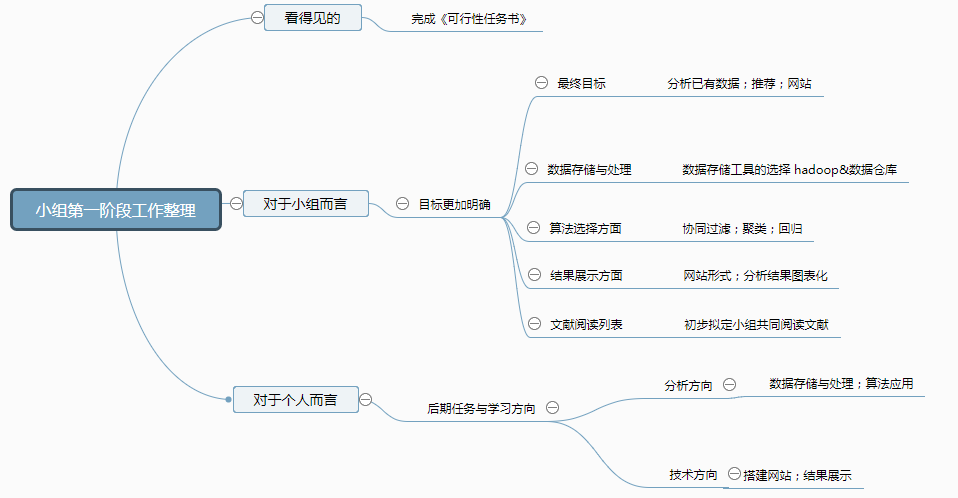 看得见的
完成《可行性任务书》
最终目标
分析已有数据；推荐；网站
数据存储与处理
数据存储工具的选择 hadoop&数据仓库
小组第一阶段工作整理
对于小组而言
目标更加明确
算法选择方面
协同过滤；聚类；回归
结果展示方面
网站形式；分析结果图表化
文献阅读列表
初步拟定小组共同阅读文献
对于个人而言
后期任务与学习方向
分析方向
数据存储与处理；算法应用
技术方向
搭建网站；结果展示